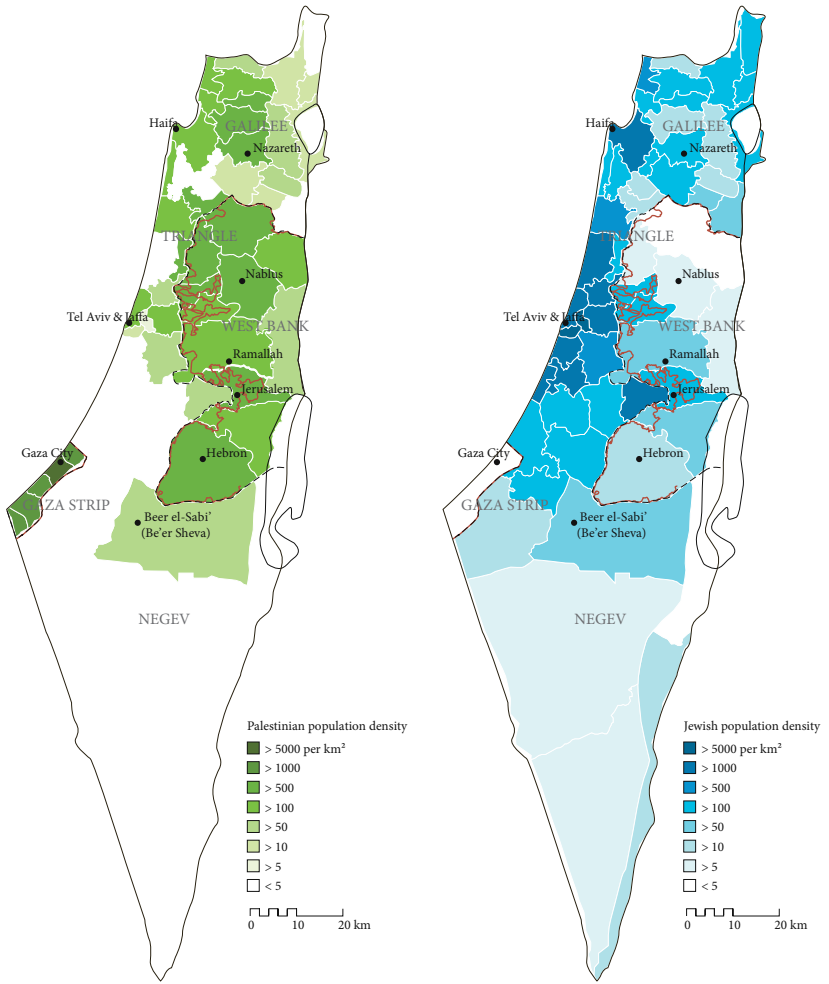 Haifa
GALILEE
Nazareth
TRIANGLE
Nablus
Tel Aviv & Jaffa
WEST BANK
Ramallah
Jerusalem
Gaza City
Hebron
GAZA STRIP
Beer el-Sabi’
(Be’er Sheva)
NEGEV
Palestinian population density
> 5000 per km²
> 1000
> 500
> 100
> 50
> 10
> 5
< 5
0 10 20 km
Haifa
GALILEE
Nazareth
TRIANGLE
Nablus
Tel Aviv & Jaffa
WEST BANK
Ramallah
Jerusalem
Gaza City
Hebron
GAZA STRIP
Beer el-Sabi’
(Be’er Sheva)
NEGEV
Jewish population density
> 5000 per km²
> 1000
> 500
> 100
> 50
> 10
> 5
< 5
0 10 20 km